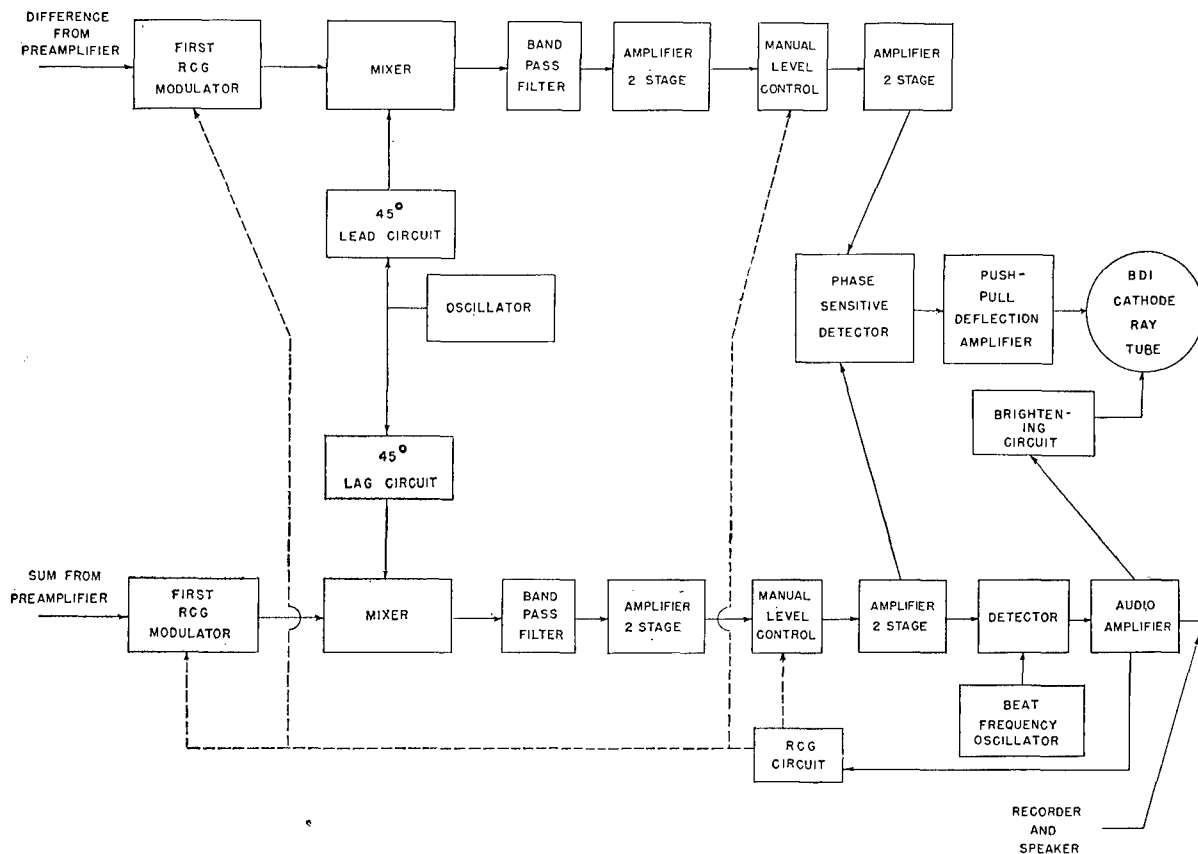 DIFFERENCE
FROM
PREAMPLIFIER
FIRST
RCG
MODULATOR
MIXER
BAND
PASS
FILTER
AMPLIFIER
2 STAGE
MANUAL
LEVEL
CONTROL
AMPLIFIER
2 STAGE
45°
LEAD CIRCUIT
OSCILLATOR
PHASE
SENSITIVE
DETECTOR
PUSH-
PULL
DEFLECTION
AMPLIFIER
BDI
CATHODE
RAY
TUBE
BRIGHTEN-
ING
CIRCUIT
45°
LAG CIRCUIT
SUM FROM
PREAMPLIFIER
FIRST
RCG
MODULATOR
MIXER
BAND
PASS
FILTER
AMPLIFIER
2 STAGE
MANUAL
LEVEL
CONTROL
AMPLIFIER
2 STAGE
DETECTOR
AUDIO
AMPLIFIER
BEAT
FREQUENCY
OSCILLATOR
RCG
CIRCUIT
RECORDER
AND
SPEAKER